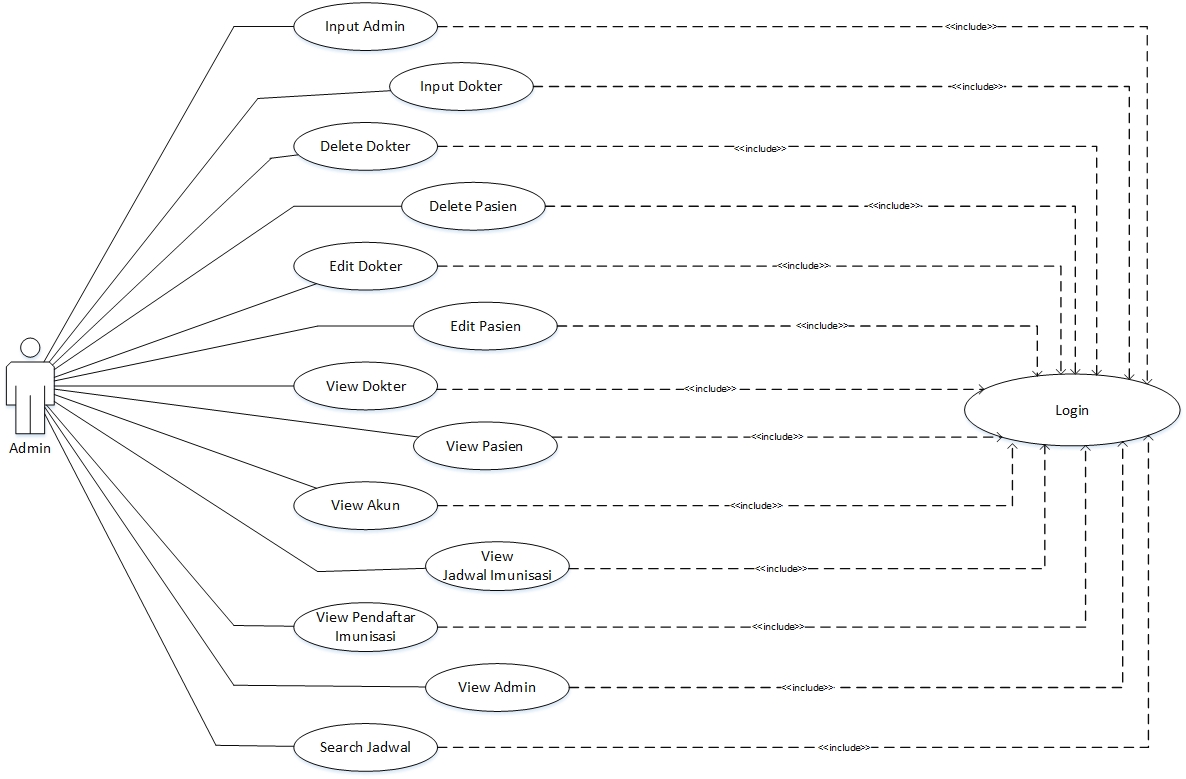 Input Admin
<<include>>
Input Dokter
<<include>>
Delete Dokter
<<include>>
Delete Pasien
<<include>>
Edit Dokter
<<include>>
Edit Pasien
<<include>>
View Dokter
<<include>>
Login
Admin
View Pasien
<<include>>
View Akun
<<include>>
View
Jadwal Imunisasi
<<include>>
View Pendaftar
Imunisasi
<<include>>
View Admin
<<include>>
Search Jadwal
<<include>>